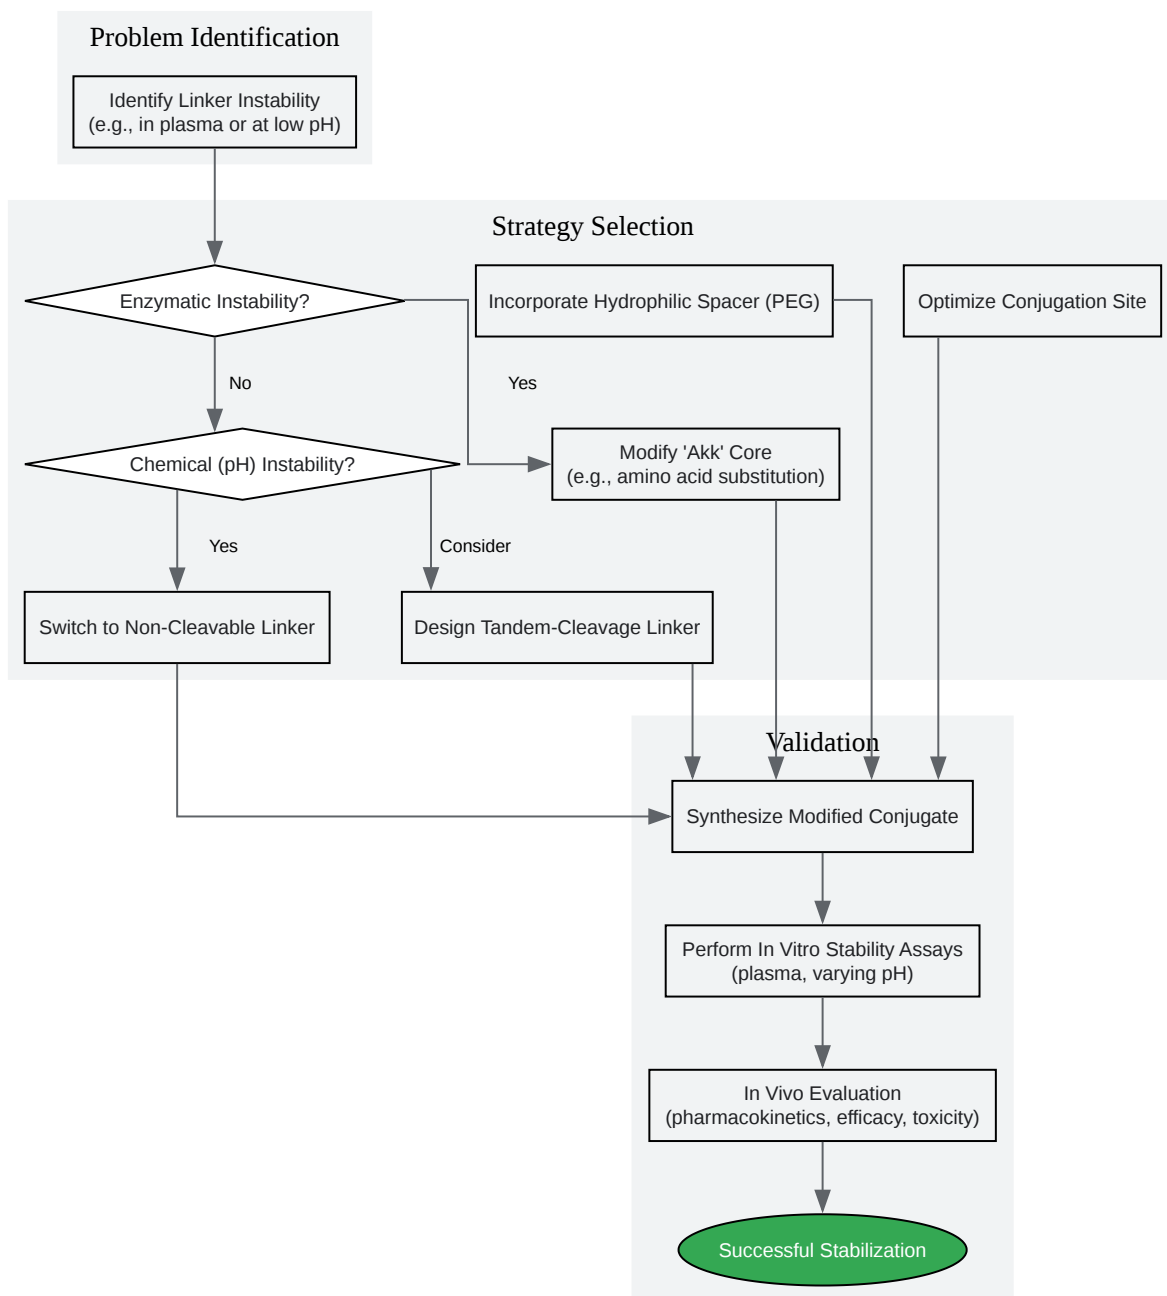 Problem Identification
Identify Linker Instability
(e.g., in plasma or at low pH)
Strategy Selection
Enzymatic Instability?
Incorporate Hydrophilic Spacer (PEG)
Optimize Conjugation Site
No
Yes
Chemical (pH) Instability?
Modify 'Akk' Core
(e.g., amino acid substitution)
Yes
Consider
Switch to Non-Cleavable Linker
Design Tandem-Cleavage Linker
Validation
Synthesize Modified Conjugate
Perform In Vitro Stability Assays
(plasma, varying pH)
In Vivo Evaluation
(pharmacokinetics, efficacy, toxicity)
Successful Stabilization